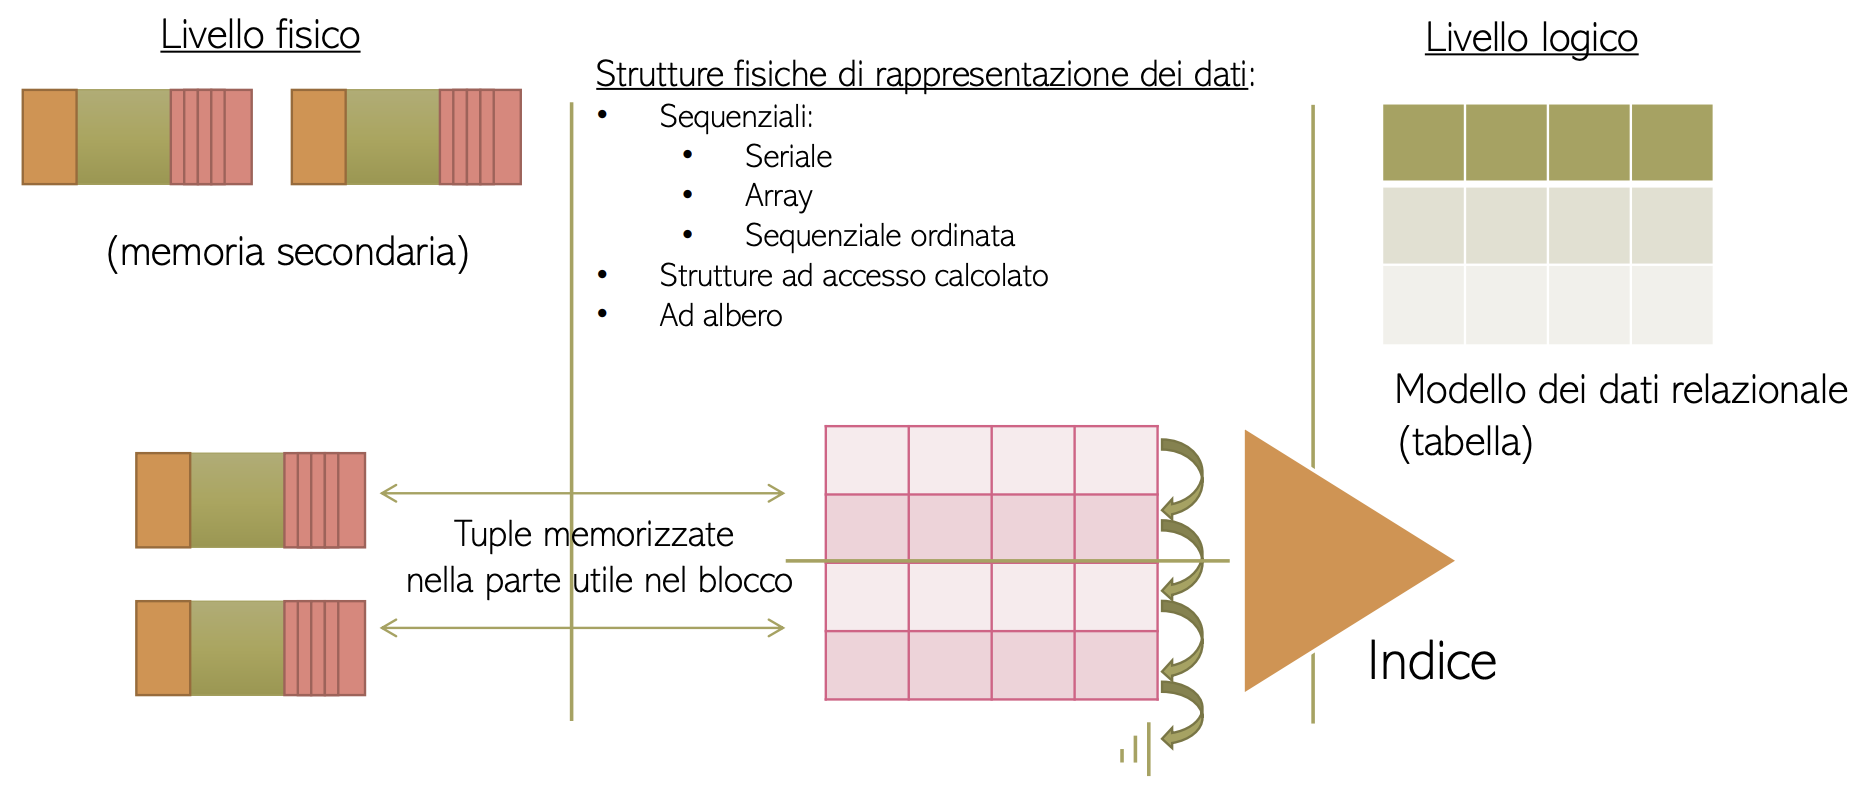 Livello fisico
(memoria secondaria)
Strutture fisiche di rappresentazione dei dati:
• Sequenziali:
• Seriale
• Array
• Sequenziale ordinata
• Strutture ad accesso calcolato
• Ad albero
Livello logico
Modello dei dati relazionale
(tabella)
Tuple memorizzate
nella parte utile nel blocco
Indice